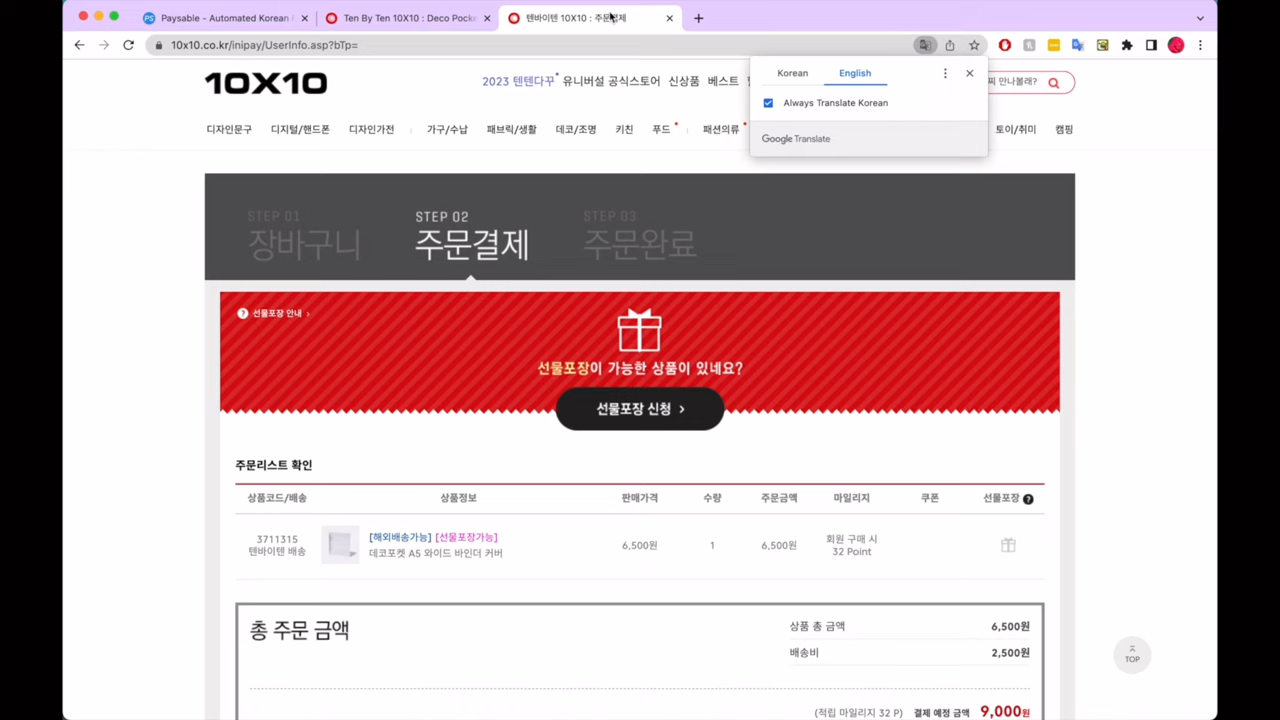 PS Paysable - Automated Korean
Ten By Ten 10X10 : Deco Pocke
텐바이텐 10X10 : 주문결제
10x10.co.kr/inipay/UserInfo.asp?bTp=
Korean English
Always Translate Korean
Google Translate
10X10
2023 텐텐다꾸 유니버설 공식스토어 신상품 베스트
찌 만나볼래?
디자인문구 디지털/핸드폰 디자인가전 가구/수납 패브릭/생활 데코/조명 키친 푸드 패션의류 토이/취미 캠핑
STEP 01 STEP 02 STEP 03
장바구니 주문결제 주문완료
? 선물포장 안내 ›
선물포장이 가능한 상품이 있네요?
선물포장 신청 ›
주문리스트 확인
상품코드/배송 상품정보 판매가격 수량 주문금액 마일리지 쿠폰 선물포장 ?
3711315 [해외배송가능] [선물포장가능] 회원 구매 시
텐바이텐 배송 데코포켓 A5 와이드 바인더 커버 6,500원 1 6,500원 32 Point
총 주문 금액 상품 총 금액 6,500원
배송비 2,500원
TOP
(적립 마일리지 32 P) 결제 예정 금액 9,000원